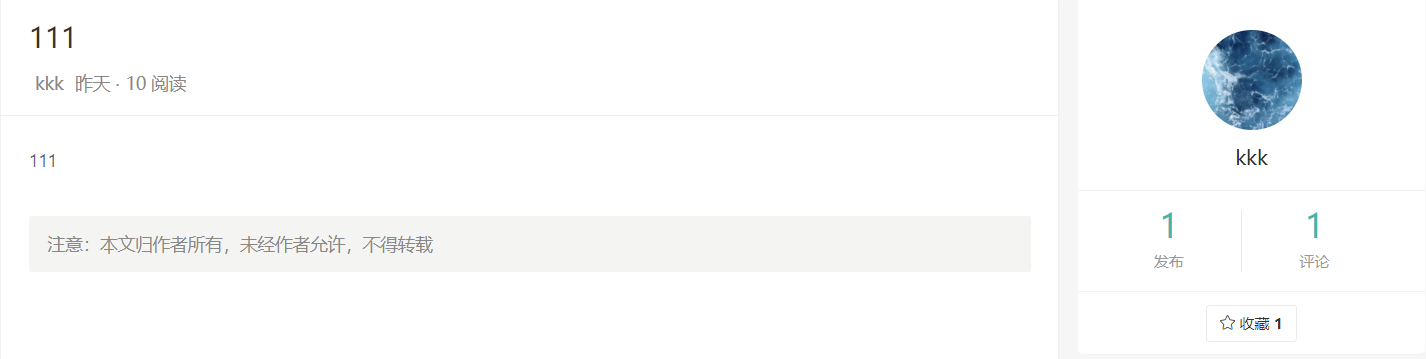 111
kkk 昨天 · 10 阅读
111
注意：本文归作者所有，未经作者允许，不得转载
kkk
1 1
发布 评论
收藏 1